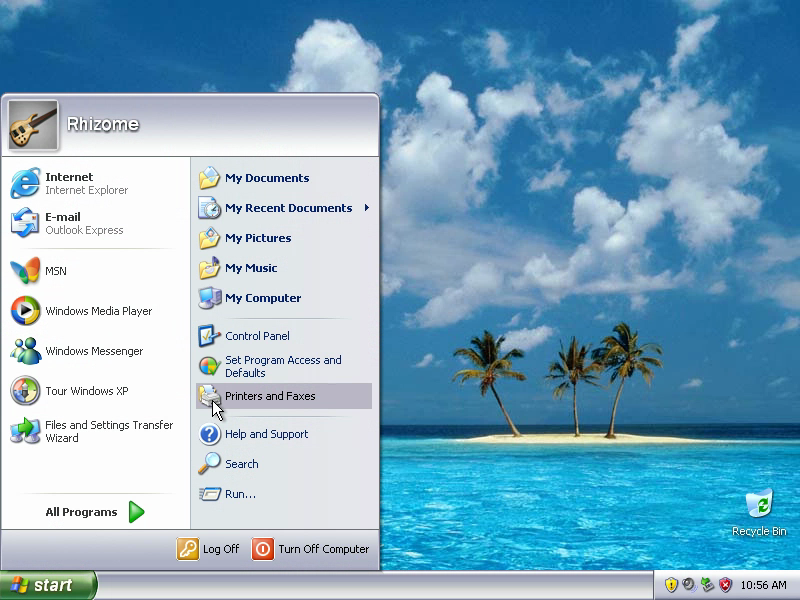 Rhizome
Internet
Internet Explorer
E-mail
Outlook Express
MSN
Windows Media Player
Windows Messenger
Tour Windows XP
Files and Settings Transfer
Wizard
All Programs
My Documents
My Recent Documents
My Pictures
My Music
My Computer
Control Panel
Set Program Access and
Defaults
Printers and Faxes
Help and Support
Search
Run...
Log Off
Turn Off Computer
Recycle Bin
start
10:56 AM